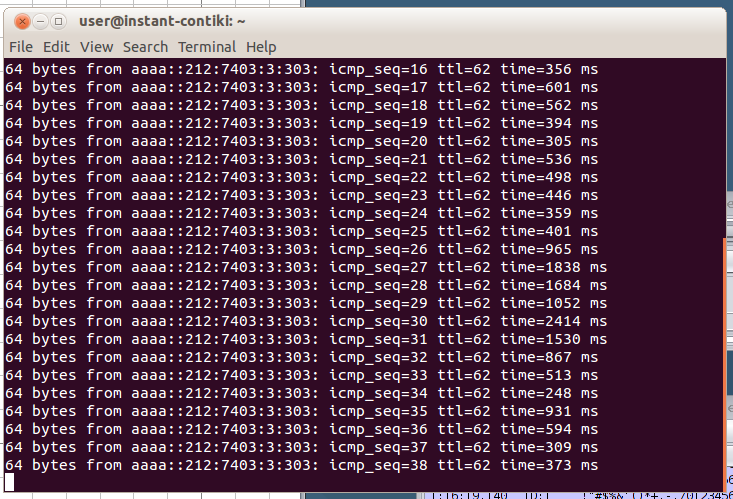 user@instant-contiki: ~
File Edit View Search Terminal Help
64 bytes from aaaa::212:7403:3:303: icmp_seq=16 ttl=62 time=356 ms
64 bytes from aaaa::212:7403:3:303: icmp_seq=17 ttl=62 time=601 ms
64 bytes from aaaa::212:7403:3:303: icmp_seq=18 ttl=62 time=562 ms
64 bytes from aaaa::212:7403:3:303: icmp_seq=19 ttl=62 time=394 ms
64 bytes from aaaa::212:7403:3:303: icmp_seq=20 ttl=62 time=305 ms
64 bytes from aaaa::212:7403:3:303: icmp_seq=21 ttl=62 time=536 ms
64 bytes from aaaa::212:7403:3:303: icmp_seq=22 ttl=62 time=498 ms
64 bytes from aaaa::212:7403:3:303: icmp_seq=23 ttl=62 time=446 ms
64 bytes from aaaa::212:7403:3:303: icmp_seq=24 ttl=62 time=359 ms
64 bytes from aaaa::212:7403:3:303: icmp_seq=25 ttl=62 time=401 ms
64 bytes from aaaa::212:7403:3:303: icmp_seq=26 ttl=62 time=965 ms
64 bytes from aaaa::212:7403:3:303: icmp_seq=27 ttl=62 time=1838 ms
64 bytes from aaaa::212:7403:3:303: icmp_seq=28 ttl=62 time=1684 ms
64 bytes from aaaa::212:7403:3:303: icmp_seq=29 ttl=62 time=1052 ms
64 bytes from aaaa::212:7403:3:303: icmp_seq=30 ttl=62 time=2414 ms
64 bytes from aaaa::212:7403:3:303: icmp_seq=31 ttl=62 time=1530 ms
64 bytes from aaaa::212:7403:3:303: icmp_seq=32 ttl=62 time=867 ms
64 bytes from aaaa::212:7403:3:303: icmp_seq=33 ttl=62 time=513 ms
64 bytes from aaaa::212:7403:3:303: icmp_seq=34 ttl=62 time=248 ms
64 bytes from aaaa::212:7403:3:303: icmp_seq=35 ttl=62 time=931 ms
64 bytes from aaaa::212:7403:3:303: icmp_seq=36 ttl=62 time=594 ms
64 bytes from aaaa::212:7403:3:303: icmp_seq=37 ttl=62 time=309 ms
64 bytes from aaaa::212:7403:3:303: icmp_seq=38 ttl=62 time=373 ms